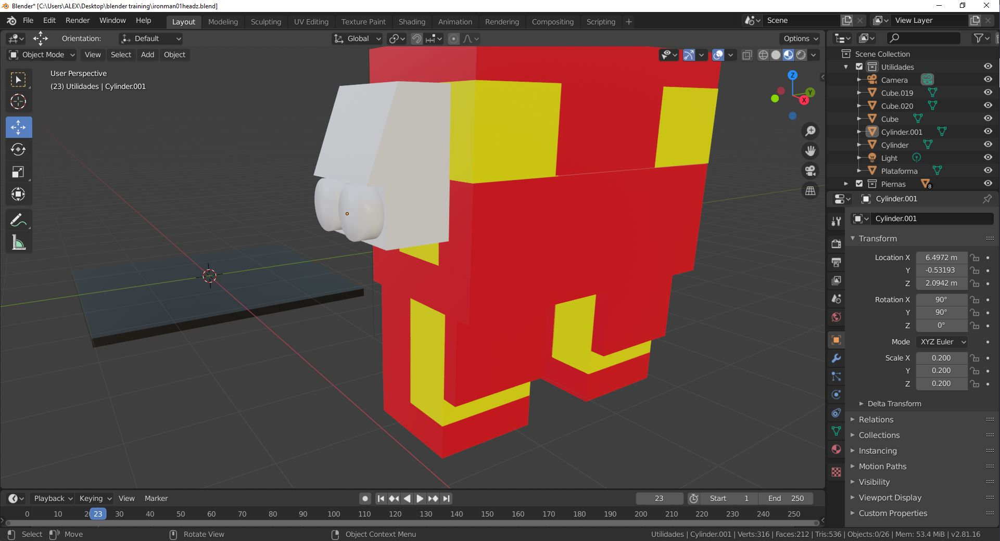 Blender* [C:\Users\ALEX\Desktop\blender training\ironman01headz.blend]
File Edit Render Window Help Layout Modeling Sculpting UV Editing Texture Paint Shading Animation Rendering Compositing Scripting + Scene View Layer
Orientation: Default Global Options
Object Mode View Select Add Object
User Perspective
(23) Utilidades | Cylinder.001
Z
Y
X
Scene Collection
Utilidades
Camera
Cube.019
Cube.020
Cube
Cylinder.001
Cylinder
Light
Plataforma
Piernas 8
Cylinder.001
Cylinder.001
Transform
Location X 6.4972 m
Y -0.53193
Z 2.0942 m
Rotation X 90°
Y 90°
Z 0°
Mode XYZ Euler
Scale X 0.200
Y 0.200
Z 0.200
Delta Transform
Relations
Collections
Instancing
Motion Paths
Visibility
Viewport Display
Custom Properties
Playback Keying View Marker 23 Start 1 End 250
0 10 2 23 30 40 50 60 70 80 90 100 110 120 130 140 150 160 170 180 190 200 210 220 230 240 250
Select Move Rotate View Object Context Menu Utilidades | Cylinder.001 | Verts:316 | Faces:212 | Tris:536 | Objects:0/26 | Mem: 53.4 MiB | v2.81.16